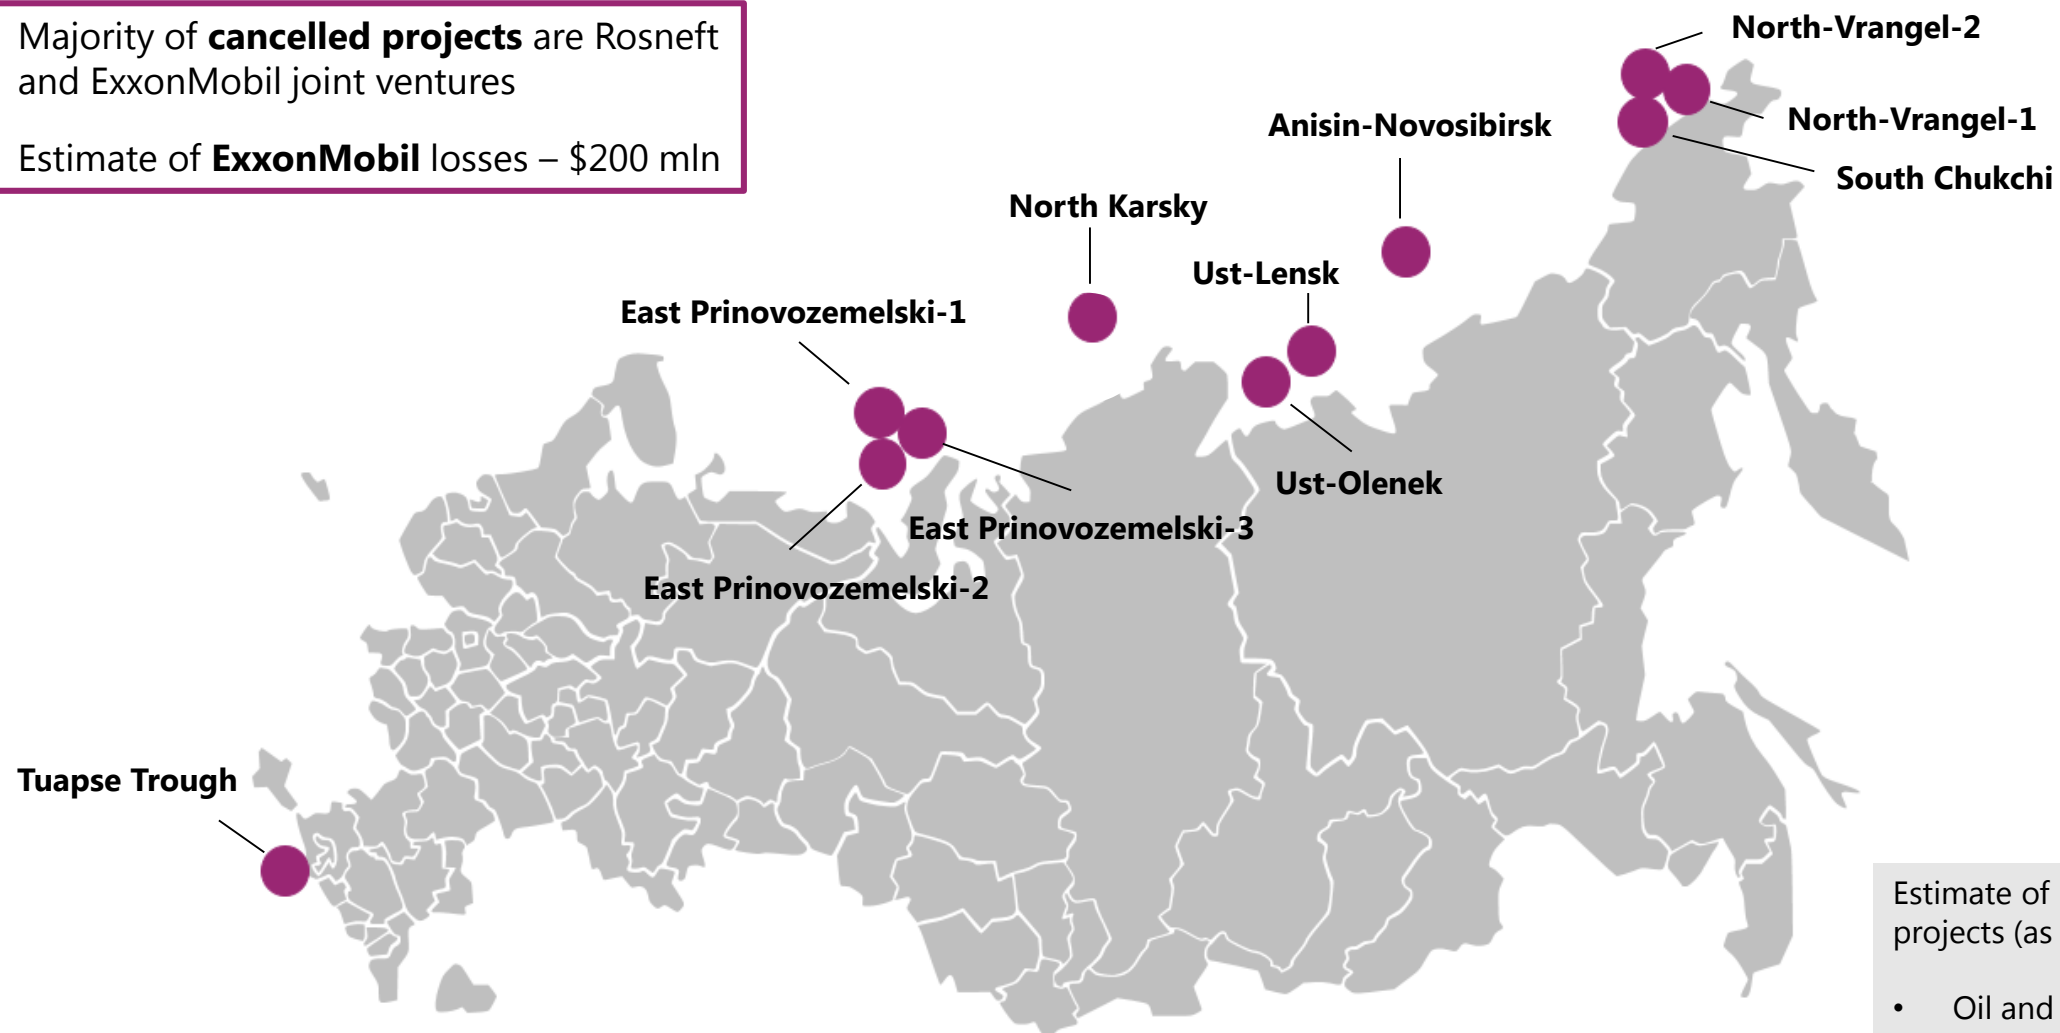 Majority of cancelled projects are Rosneft
and ExxonMobil joint ventures
Estimate of ExxonMobil losses – $200 mln
North-Vrangel-2
North-Vrangel-1
Anisin-Novosibirsk
South Chukchi
North Karsky
Ust-Lensk
East Prinovozemelski-1
Ust-Olenek
East Prinovozemelski-3
East Prinovozemelski-2
Tuapse Trough
Estimate of
projects (as
• Oil and